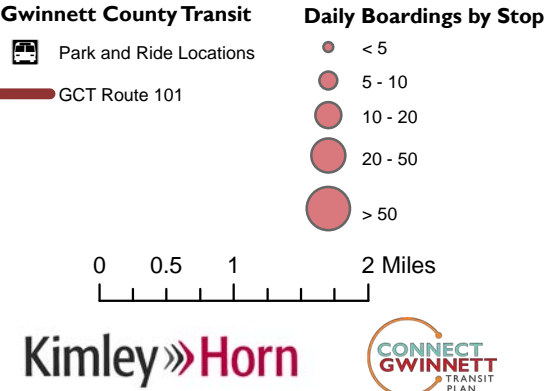 Gwinnett County Transit
Park and Ride Locations
GCT Route 101
Daily Boardings by Stop
< 5
5 - 10
10 - 20
20 - 50
> 50
0 0.5 1 2 Miles
Kimley»Horn
CONNECT
GWINNETT
TRANSIT
PLAN